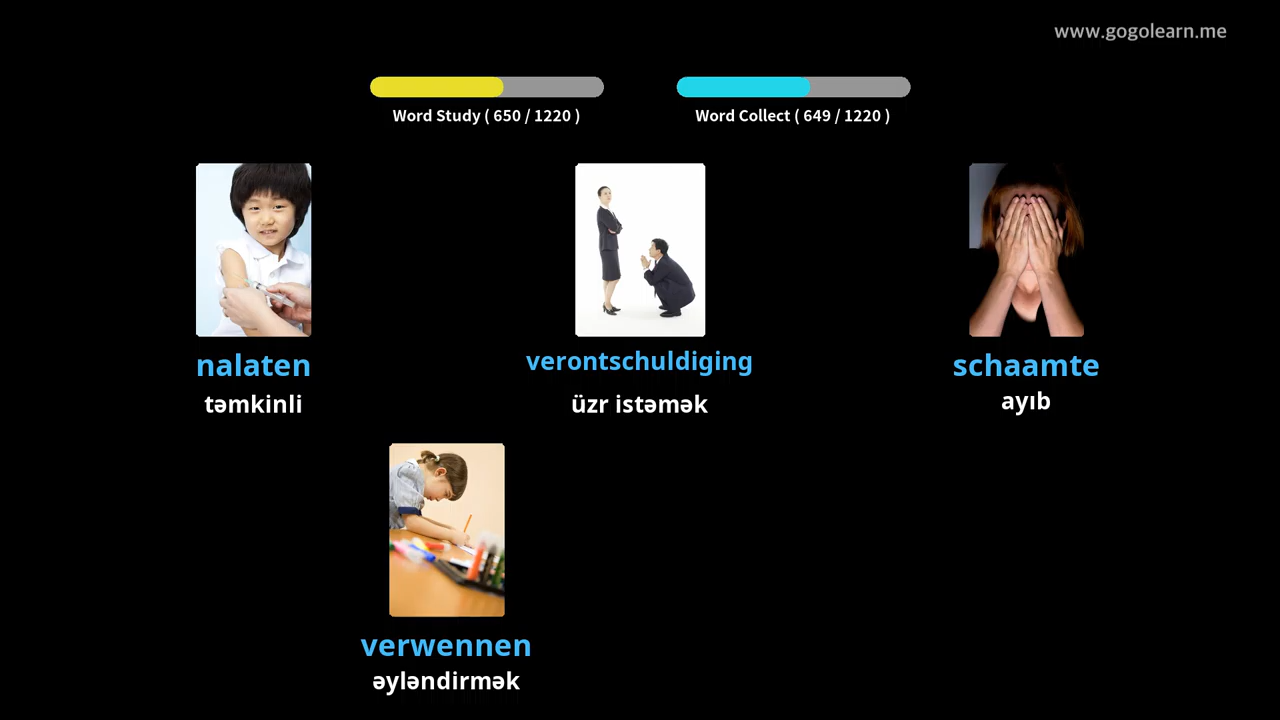 www.gogolearn.me
Word Study ( 650 / 1220 )
Word Collect ( 649 / 1220 )
nalaten
verontschuldiging
schaamte
təmkinli
üzr istəmək
ayıb
verwennen
əyləndirmək